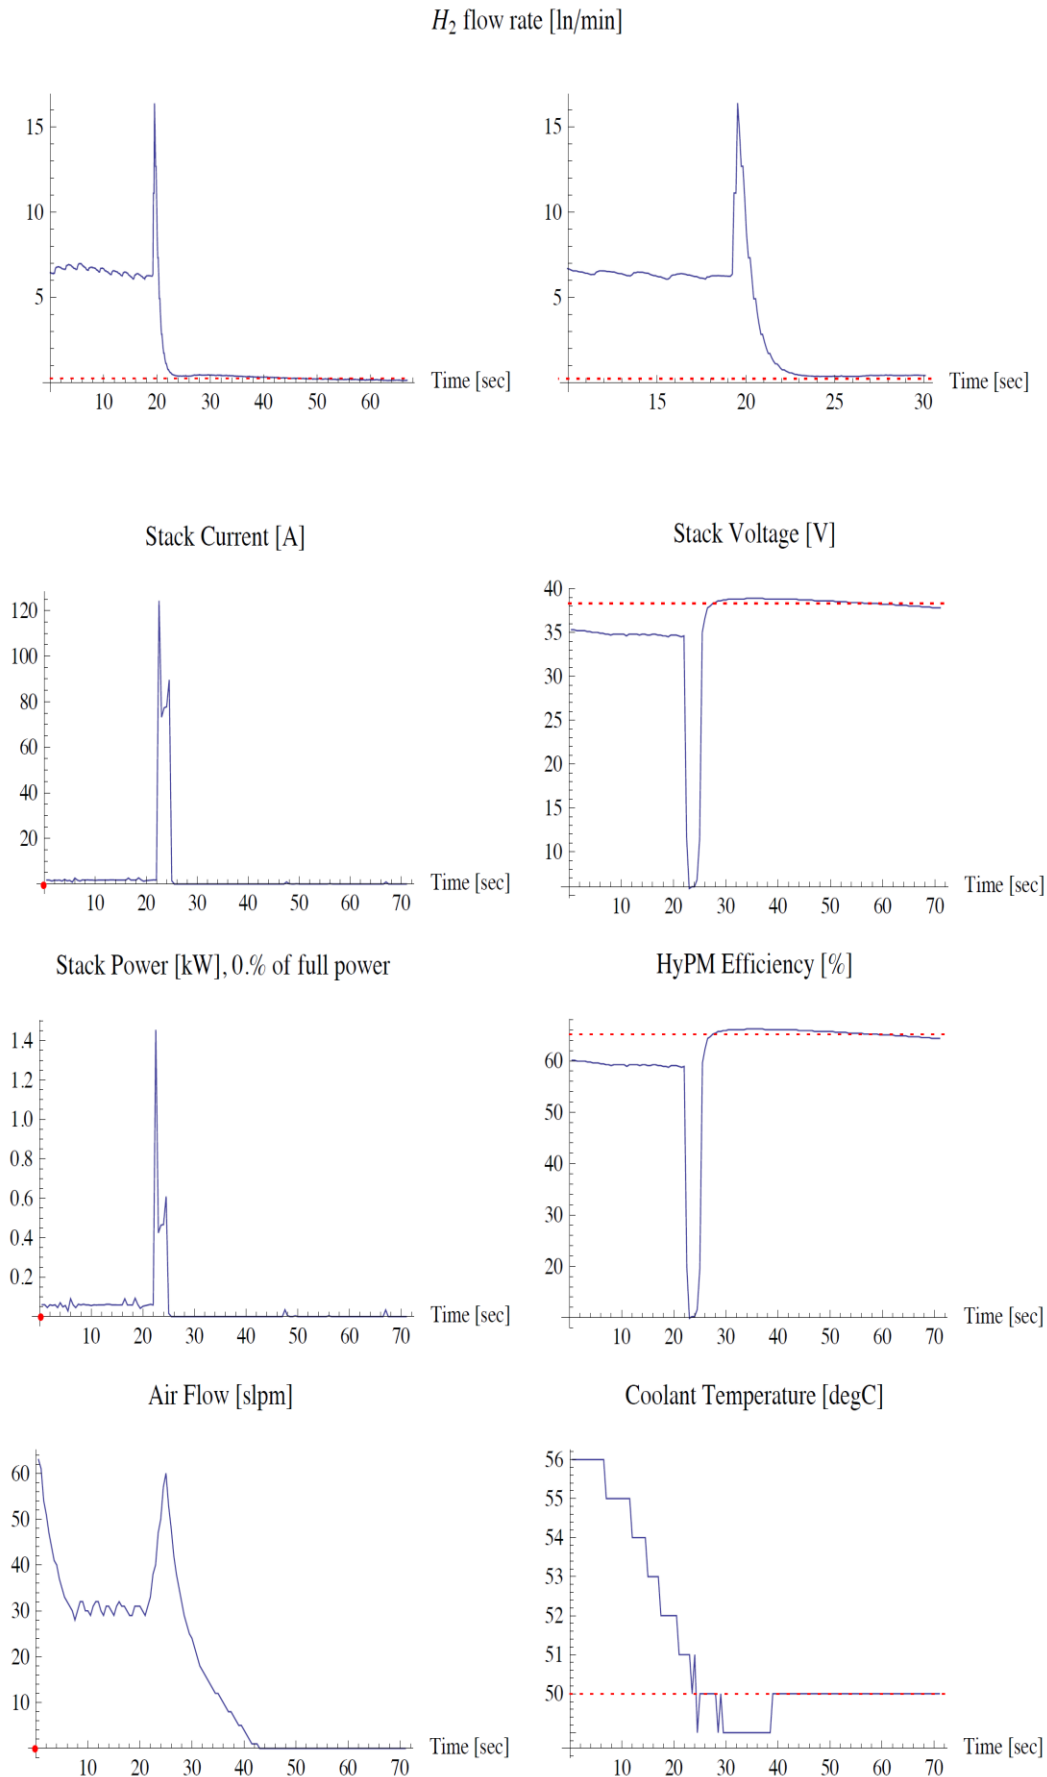 H₂ flow rate [ln/min]
15
10
5
10 20 30 40 50 60
Time [sec]
15
10
5
15 20 25 30
Time [sec]
Stack Current [A]
120
100
80
60
40
20
10 20 30 40 50 60 70
Time [sec]
Stack Voltage [V]
40
35
30
25
20
15
10
10 20 30 40 50 60 70
Time [sec]
Stack Power [kW], 0.% of full power
1.4
1.2
1.0
0.8
0.6
0.4
0.2
10 20 30 40 50 60 70
Time [sec]
HyPM Efficiency [%]
60
50
40
30
20
10 20 30 40 50 60 70
Time [sec]
Air Flow [slpm]
60
50
40
30
20
10
10 20 30 40 50 60 70
Time [sec]
Coolant Temperature [degC]
56
55
54
53
52
51
50
10 20 30 40 50 60 70
Time [sec]